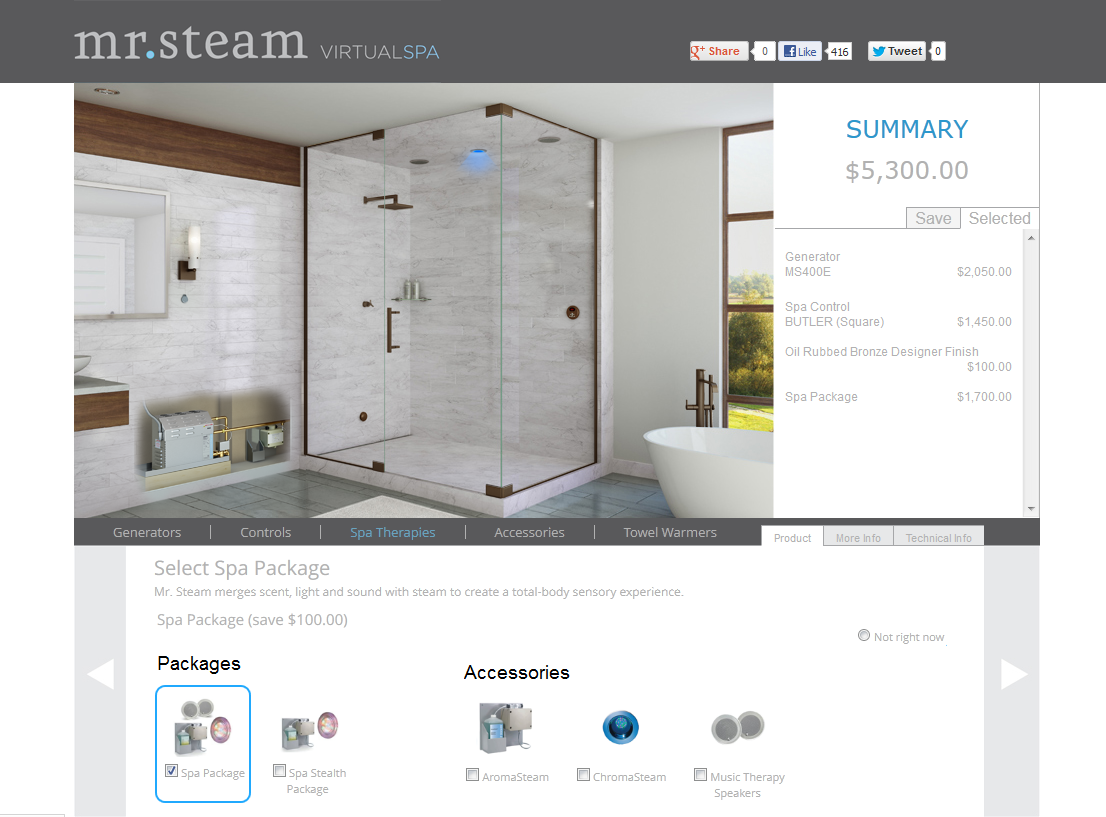 mr.steam VIRTUALSPA
Share 0 Like 416 Tweet 0
SUMMARY
$5,300.00
Save Selected
Generator
MS400E $2,050.00
Spa Control
BUTLER (Square) $1,450.00
Oil Rubbed Bronze Designer Finish
$100.00
Spa Package $1,700.00
Generators Controls Spa Therapies Accessories Towel Warmers
Product More Info Technical Info
Select Spa Package
Mr. Steam merges scent, light and sound with steam to create a total-body sensory experience.
Spa Package (save $100.00)
Not right now
Packages
Accessories
Spa Package
Spa Stealth
Package
AromaSteam
ChromaSteam
Music Therapy
Speakers